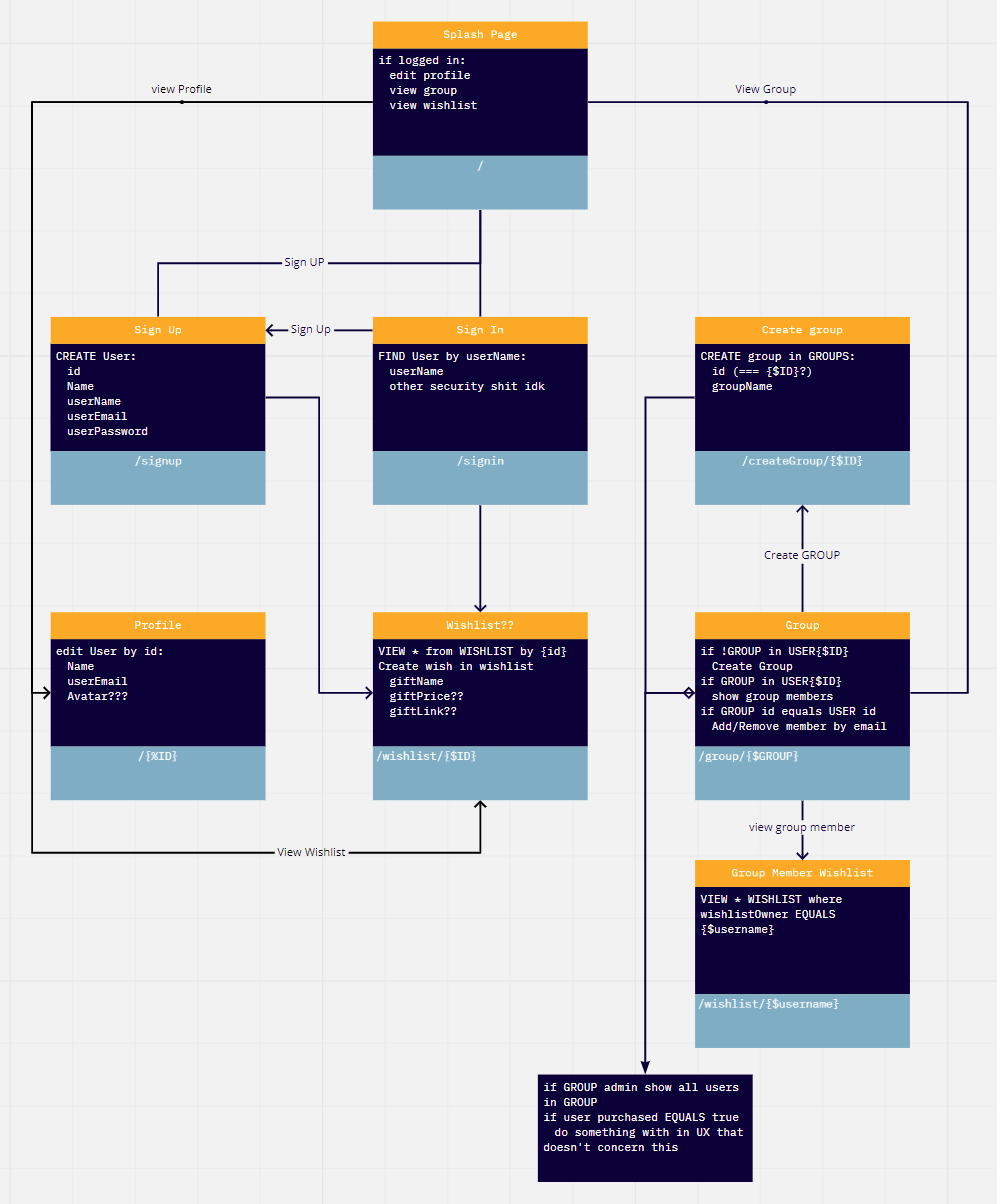 Splash Page
if logged in:
edit profile
view group
view wishlist
/
view Profile
View Group
Sign UP
Sign Up
CREATE User:
id
Name
userName
userEmail
userPassword
/signup
Sign Up
Sign In
FIND User by userName:
userName
other security shit idk
/signin
Create group
CREATE group in GROUPS:
id (=== {$ID}?)
groupName
/createGroup/{$ID}
Create GROUP
Profile
edit User by id:
Name
userEmail
Avatar???
/{%ID}
Wishlist??
VIEW * from WISHLIST by {id}
Create wish in wishlist
giftName
giftPrice??
giftLink??
/wishlist/{$ID}
Group
if !GROUP in USER{$ID}
Create Group
if GROUP in USER{$ID}
show group members
if GROUP id equals USER id
Add/Remove member by email
/group/{$GROUP}
View Wishlist
view group member
Group Member Wishlist
VIEW * WISHLIST where
wishlistOwner EQUALS
{$username}
/wishlist/{$username}
if GROUP admin show all users
in GROUP
if user purchased EQUALS true
do something with in UX that
doesn't concern this